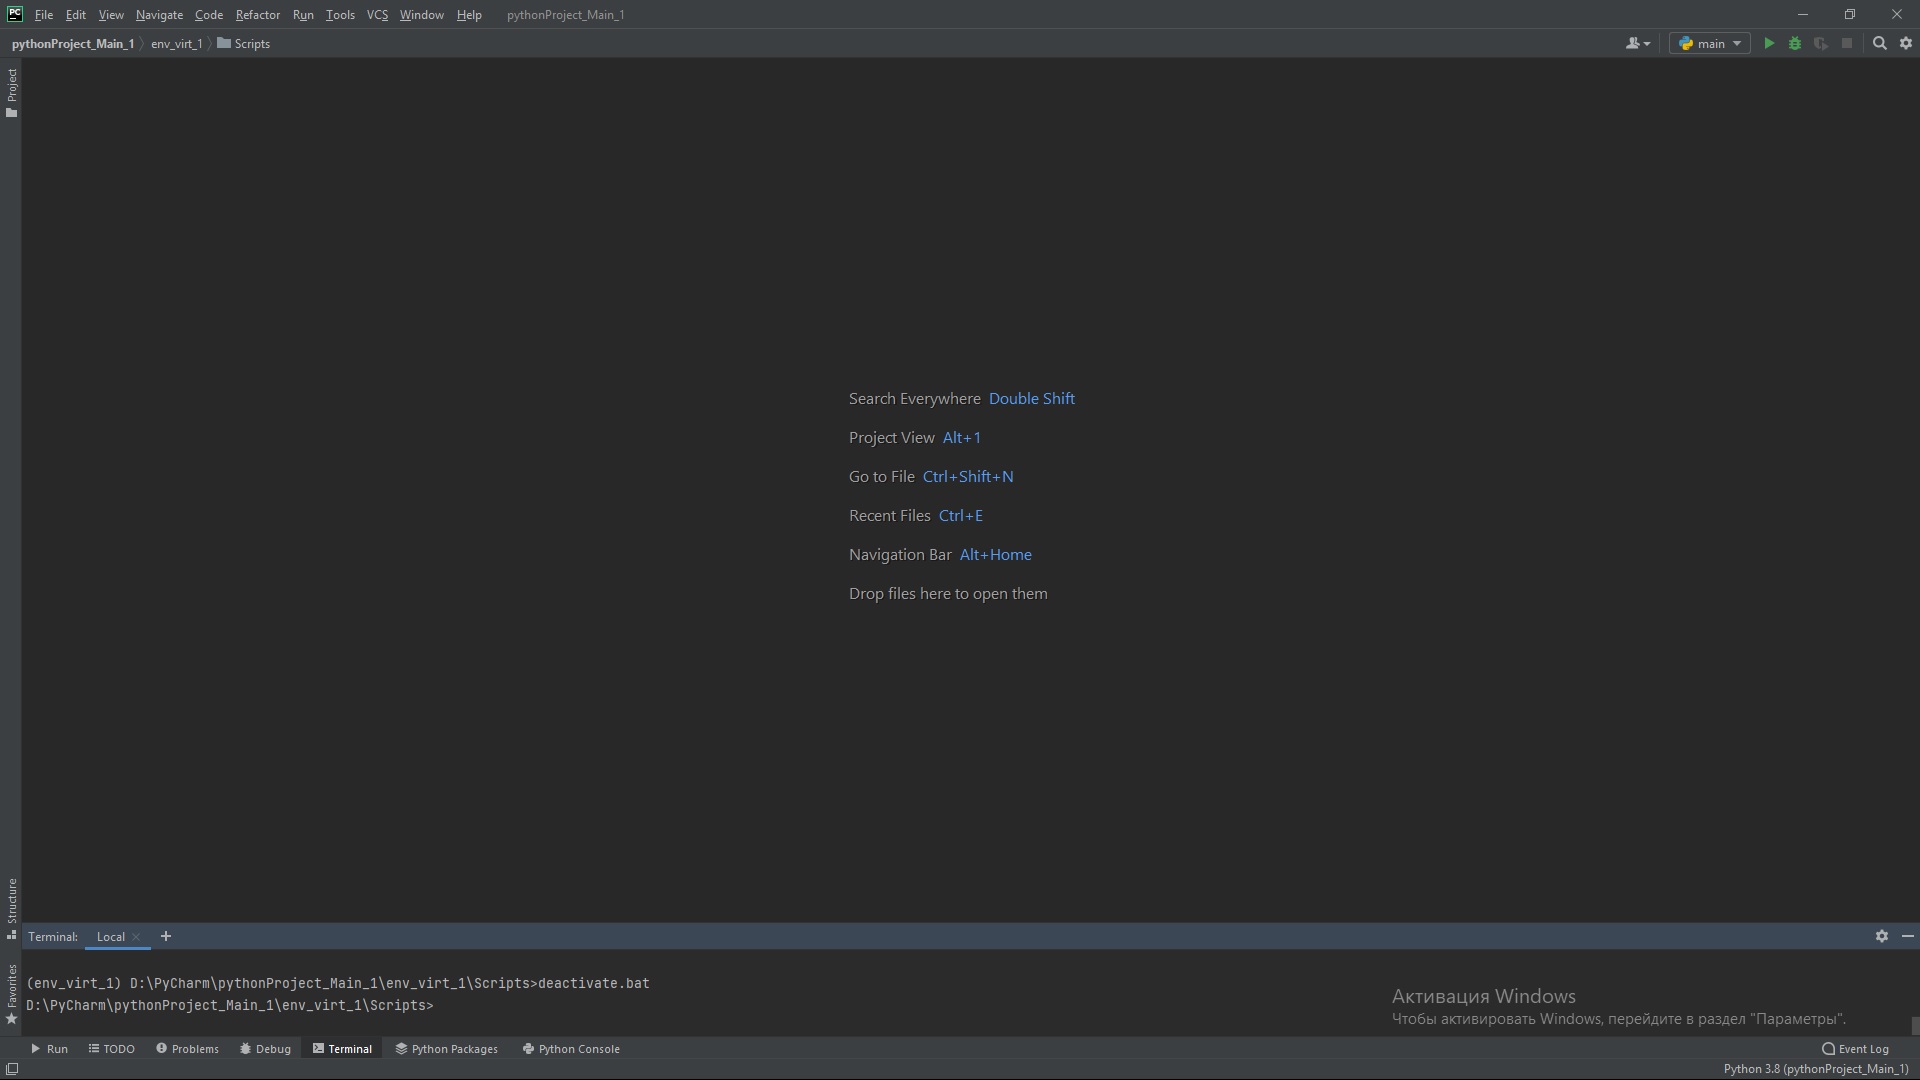 PC File Edit View Navigate Code Refactor Run Tools VCS Window Help pythonProject_Main_1
pythonProject_Main_1 env_virt_1 Scripts main
Project
Search Everywhere Double Shift
Project View Alt+1
Go to File Ctrl+Shift+N
Recent Files Ctrl+E
Navigation Bar Alt+Home
Drop files here to open them
Structure
Favorites
Terminal: Local
(env_virt_1) D:\PyCharm\pythonProject_Main_1\env_virt_1\Scripts>deactivate.bat
D:\PyCharm\pythonProject_Main_1\env_virt_1\Scripts>
Активация Windows
Чтобы активировать Windows, перейдите в раздел "Параметры".
Run TODO Problems Debug Terminal Python Packages Python Console Event Log
Python 3.8 (pythonProject_Main_1)